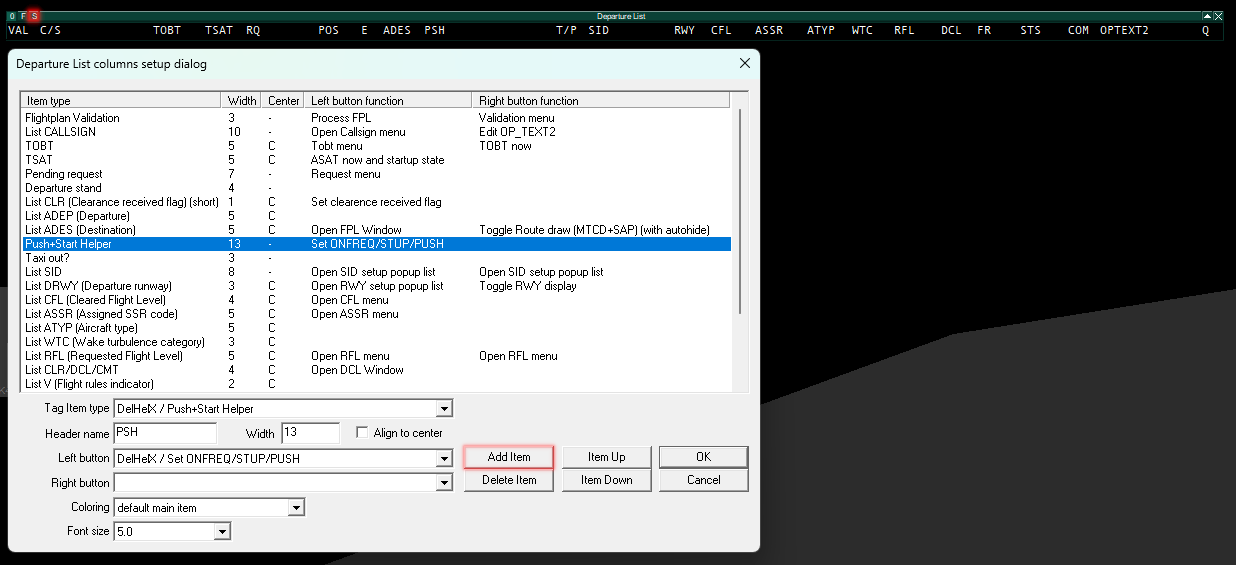 0 F S Departure List
VAL C/S TOBT TSAT RQ POS E ADES PSH T/P SID RWY CFL ASSR ATYP WTC RFL DCL FR STS COM OPTEXT2 Q
Departure List columns setup dialog
Item type Width Center Left button function Right button function
Flightplan Validation 3 - Process FPL Validation menu
List CALLSIGN 10 - Open Callsign menu Edit OP_TEXT2
TOBT 5 C Tobt menu TOBT now
TSAT 5 C ASAT now and startup state
Pending request 7 - Request menu
Departure stand 4 -
List CLR (Clearance received flag) (short) 1 C Set clearence received flag
List ADEP (Departure) 5 C
List ADES (Destination) 5 C Open FPL Window Toggle Route draw (MTCD+SAP) (with autohide)
Push+Start Helper 13 - Set ONFREQ/STUP/PUSH
Taxi out? 3 -
List SID 8 - Open SID setup popup list Open SID setup popup list
List DRWY (Departure runway) 3 C Open RWY setup popup list Toggle RWY display
List CFL (Cleared Flight Level) 4 C Open CFL menu
List ASSR (Assigned SSR code) 5 C Open ASSR menu
List ATYP (Aircraft type) 5 C
List WTC (Wake turbulence category) 3 C
List RFL (Requested Flight Level) 5 C Open RFL menu Open RFL menu
List CLR/DCL/CMT 4 C Open DCL Window
List V (Flight rules indicator) 2 C
Tag Item type DelHelX / Push+Start Helper
Header name PSH Width 13 Align to center
Left button DelHelX / Set ONFREQ/STUP/PUSH Add Item Item Up OK
Right button Delete Item Item Down Cancel
Coloring default main item
Font size 5.0